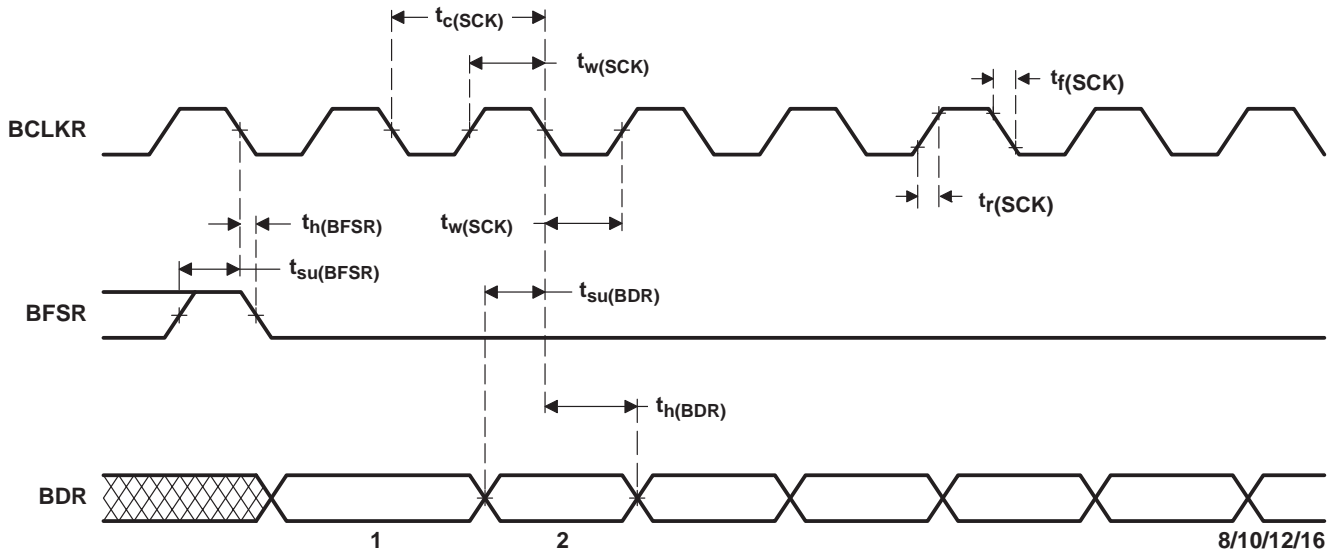 tc(SCK)
tw(SCK)
tf(SCK)
BCLKR
th(BFSR)
tw(SCK)
tr(SCK)
tsu(BFSR)
tsu(BDR)
BFSR
th(BDR)
BDR
1
2
8/10/12/16